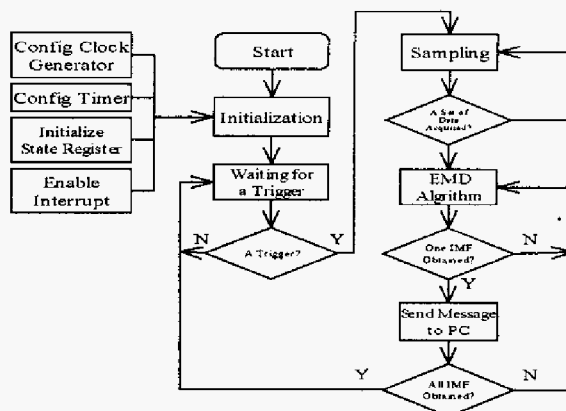 Config Clock
Generator
Config Timer
Initialize
State Register
Enable
Interrupt
Start
Initialization
Waiting for
a Trigger
N
A Trigger?
Y
Sampling
A Set of
Data
Acquired?
EMD
Algrithm
One IMF
Obtained?
N
Y
Send Message
to PC
Y
All IMF
Obtained?
N